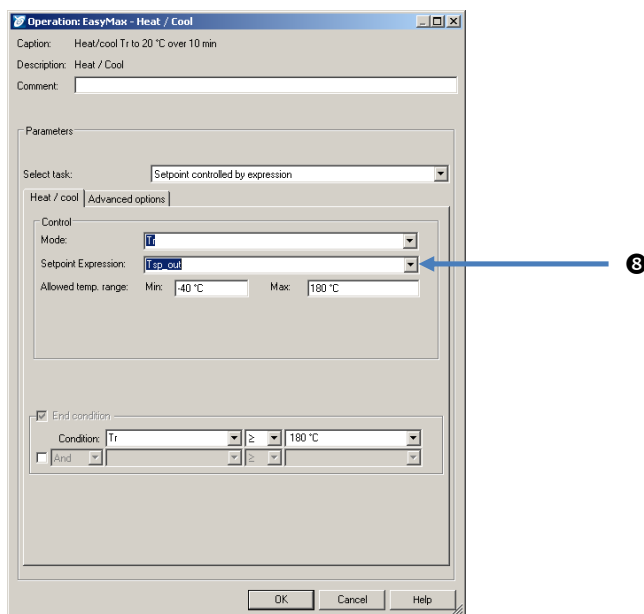 Operation: EasyMax - Heat / Cool
Caption: Heat/cool Tr to 20 °C over 10 min
Description: Heat / Cool
Comment:
Parameters
Select task: Setpoint controlled by expression
Heat / cool Advanced options
Control
Mode: Tr
Setpoint Expression: Tsp_out
❽
Allowed temp. range: Min: -40 °C Max: 180 °C
End condition
Condition: Tr ≥ 180 °C
And ≥
OK Cancel Help